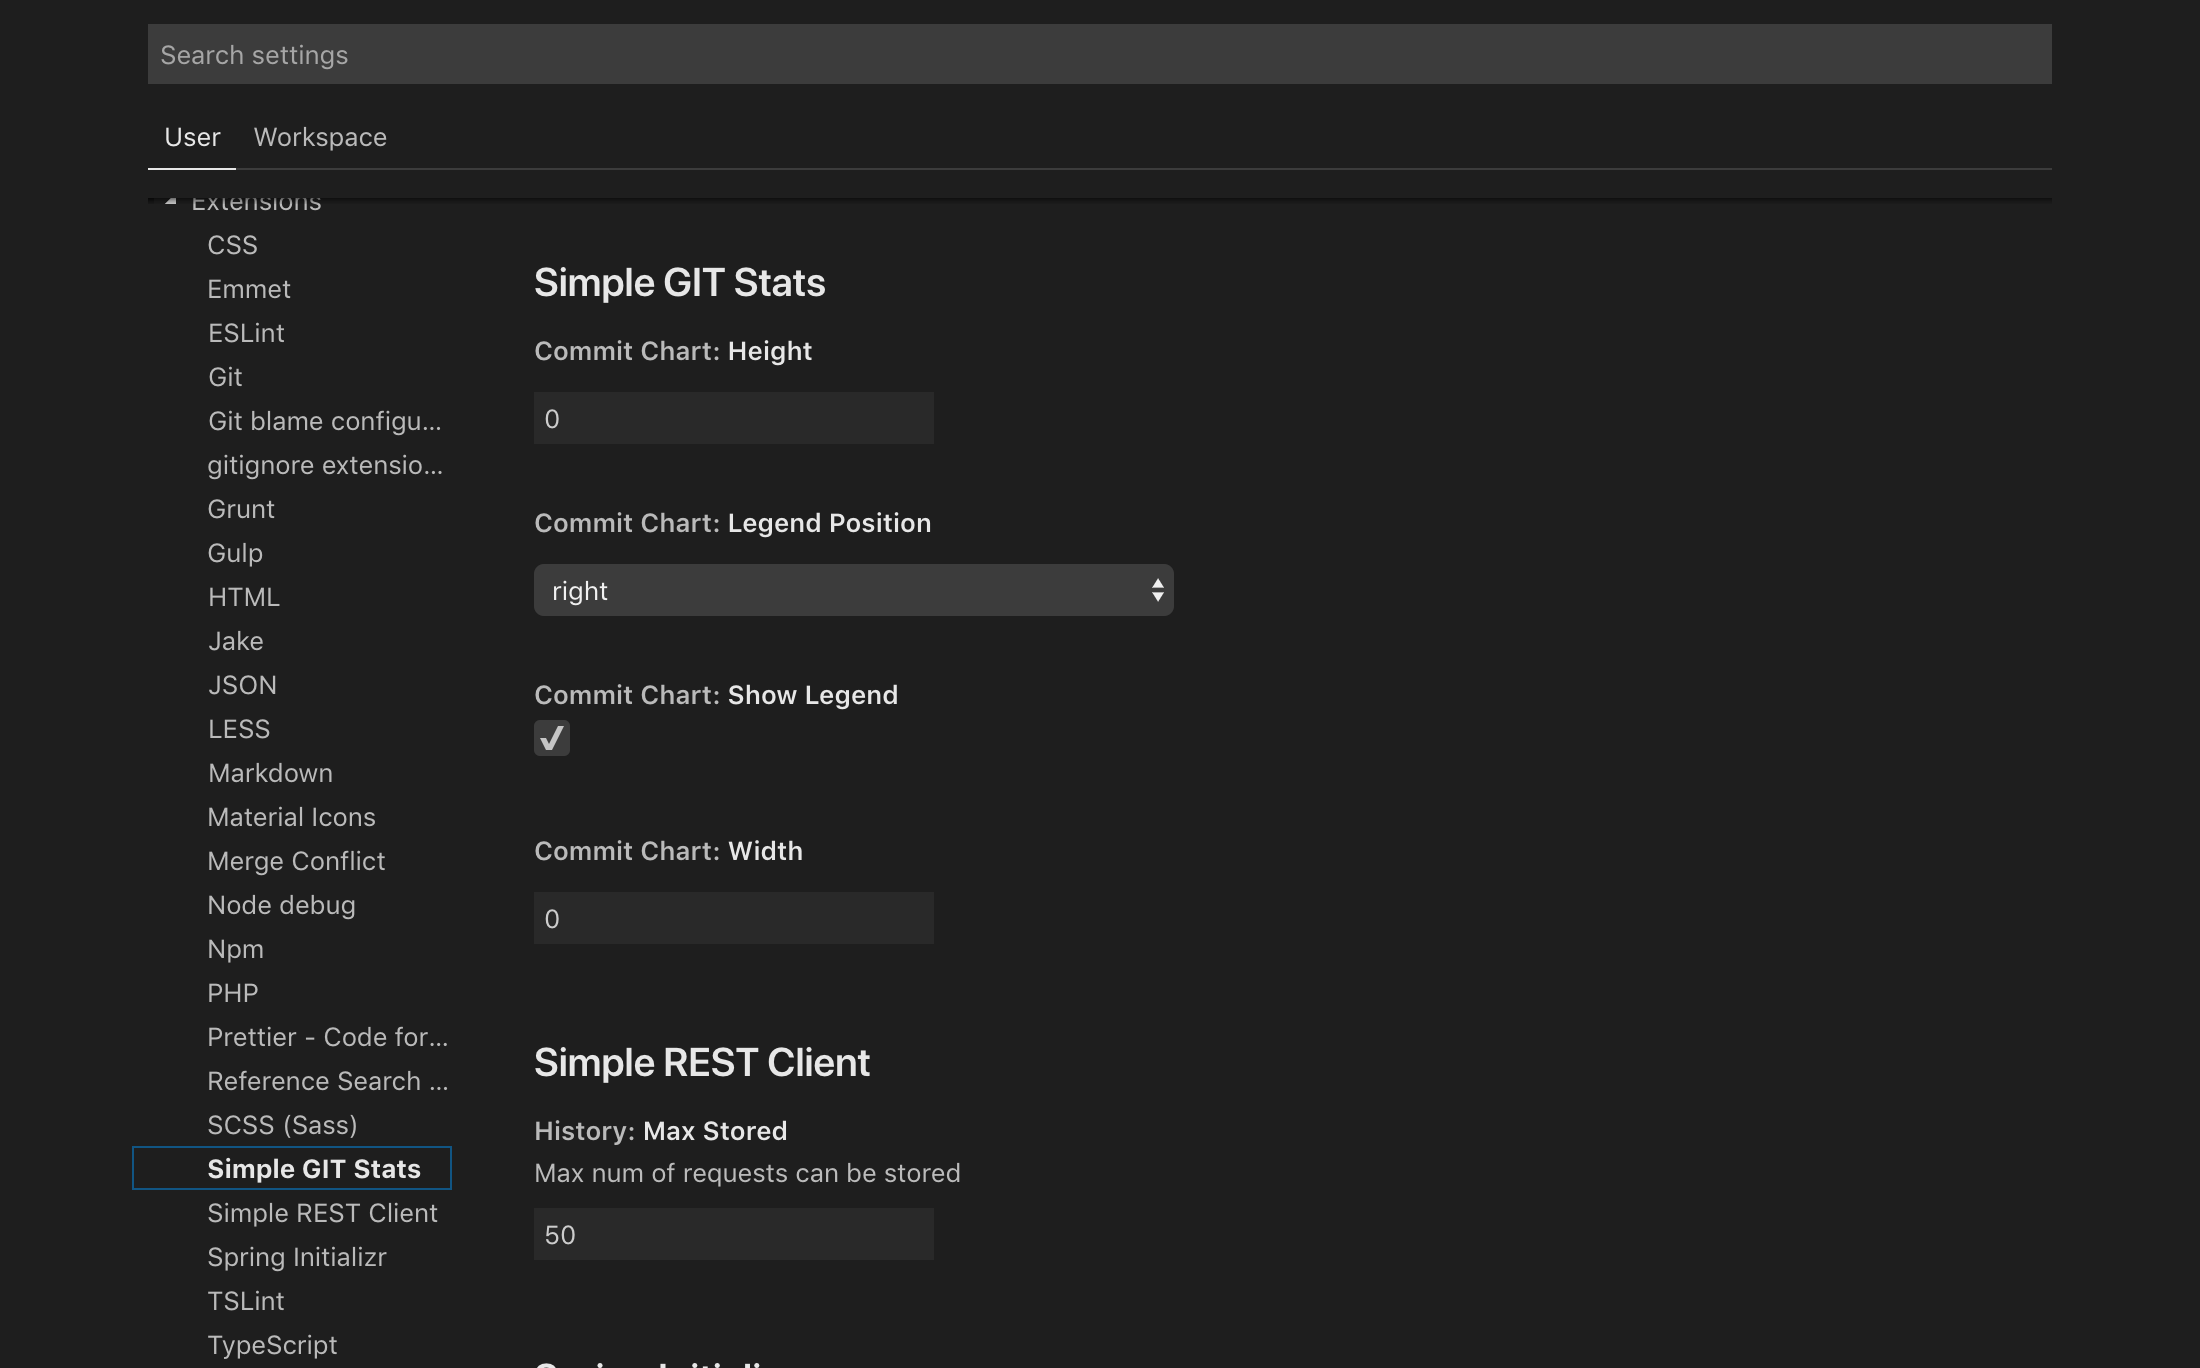 Search settings
User
Workspace
Extensions
CSS
Emmet
ESLint
Git
Git blame configu...
gitignore extensio...
Grunt
Gulp
HTML
Jake
JSON
LESS
Markdown
Material Icons
Merge Conflict
Node debug
Npm
PHP
Prettier - Code for...
Reference Search ...
SCSS (Sass)
Simple GIT Stats
Simple REST Client
Spring Initializr
TSLint
TypeScript
Simple GIT Stats
Commit Chart: Height
0
Commit Chart: Legend Position
right
Commit Chart: Show Legend
Commit Chart: Width
0
Simple REST Client
History: Max Stored
Max num of requests can be stored
50